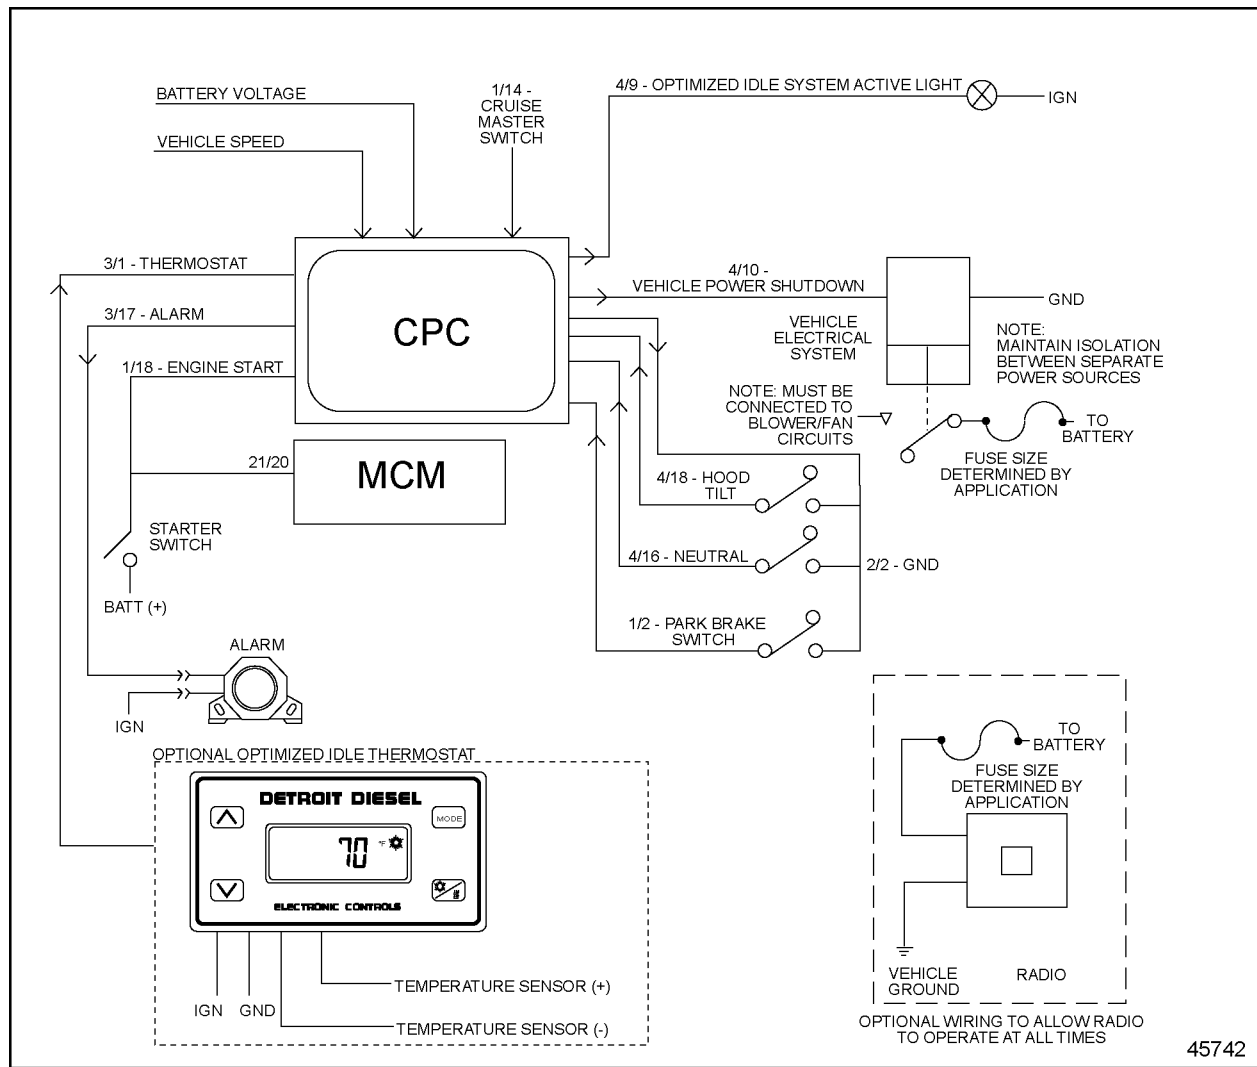 BATTERY VOLTAGE
VEHICLE SPEED
1/14 -
CRUISE
MASTER
SWITCH
4/9 - OPTIMIZED IDLE SYSTEM ACTIVE LIGHT
IGN
3/1 - THERMOSTAT
3/17 - ALARM
1/18 - ENGINE START
CPC
4/10 -
VEHICLE POWER SHUTDOWN
GND
VEHICLE
ELECTRICAL
SYSTEM
NOTE:
MAINTAIN ISOLATION
BETWEEN SEPARATE
POWER SOURCES
NOTE: MUST BE
CONNECTED TO
BLOWER/FAN
CIRCUITS
TO
BATTERY
FUSE SIZE
DETERMINED BY
APPLICATION
21/20
MCM
4/18 - HOOD
TILT
4/16 - NEUTRAL
2/2 - GND
1/2 - PARK BRAKE
SWITCH
STARTER
SWITCH
BATT (+)
ALARM
IGN
OPTIONAL OPTIMIZED IDLE THERMOSTAT
DETROIT DIESEL
MODE
70 °F
ELECTRONIC CONTROLS
IGN
GND
TEMPERATURE SENSOR (+)
TEMPERATURE SENSOR (-)
TO
BATTERY
FUSE SIZE
DETERMINED BY
APPLICATION
VEHICLE
GROUND
RADIO
OPTIONAL WIRING TO ALLOW RADIO
TO OPERATE AT ALL TIMES
45742